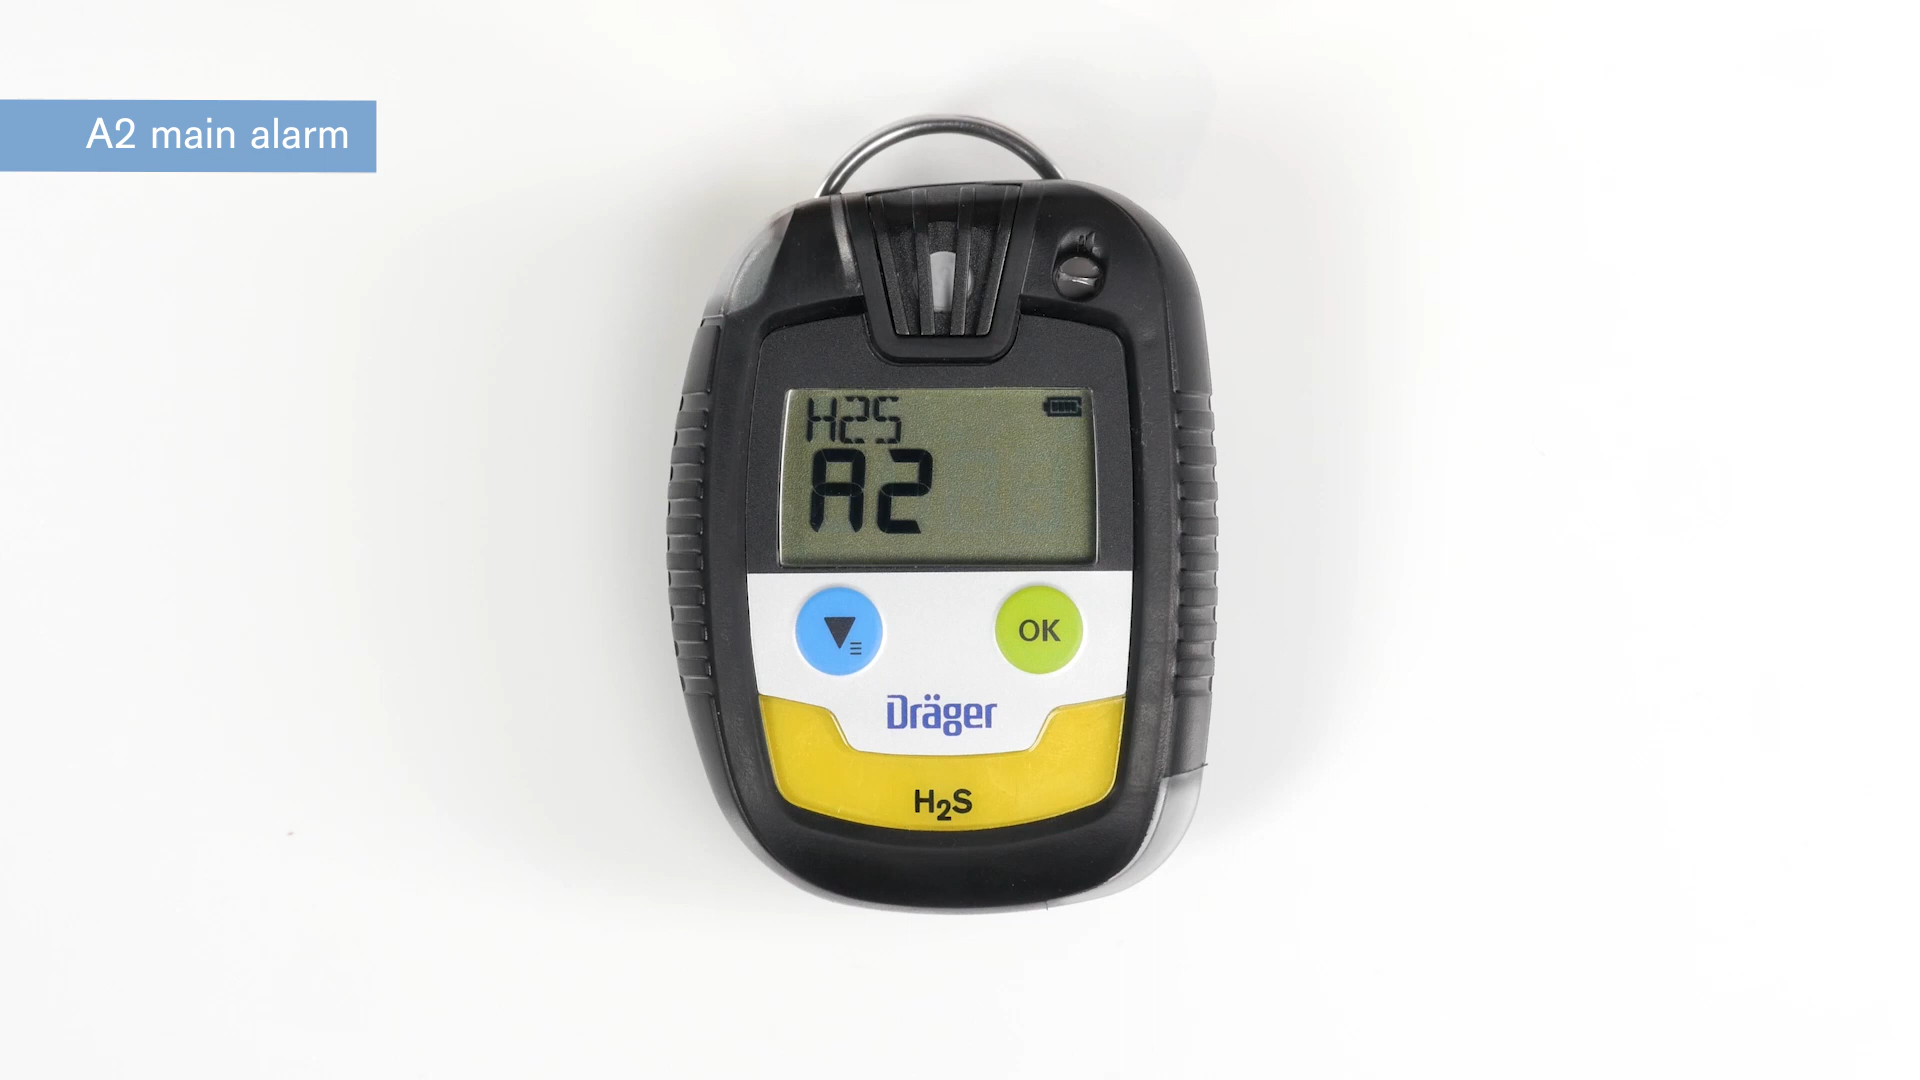 A2 main alarm
H2S
A2
OK
Dräger
H₂S